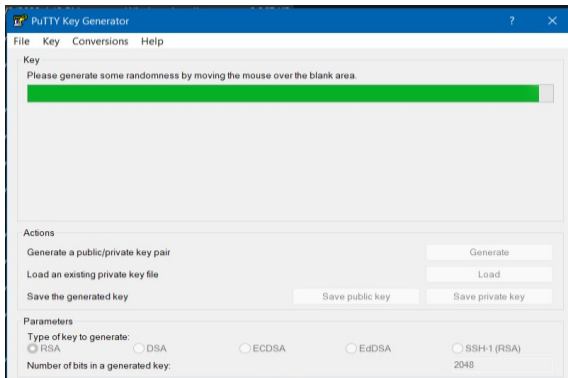 PuTTY Key Generator ? ×
File Key Conversions Help
Key
Please generate some randomness by moving the mouse over the blank area.
Actions
Generate a public/private key pair Generate
Load an existing private key file Load
Save the generated key Save public key Save private key
Parameters
Type of key to generate:
RSA DSA ECDSA EdDSA SSH-1 (RSA)
Number of bits in a generated key: 2048